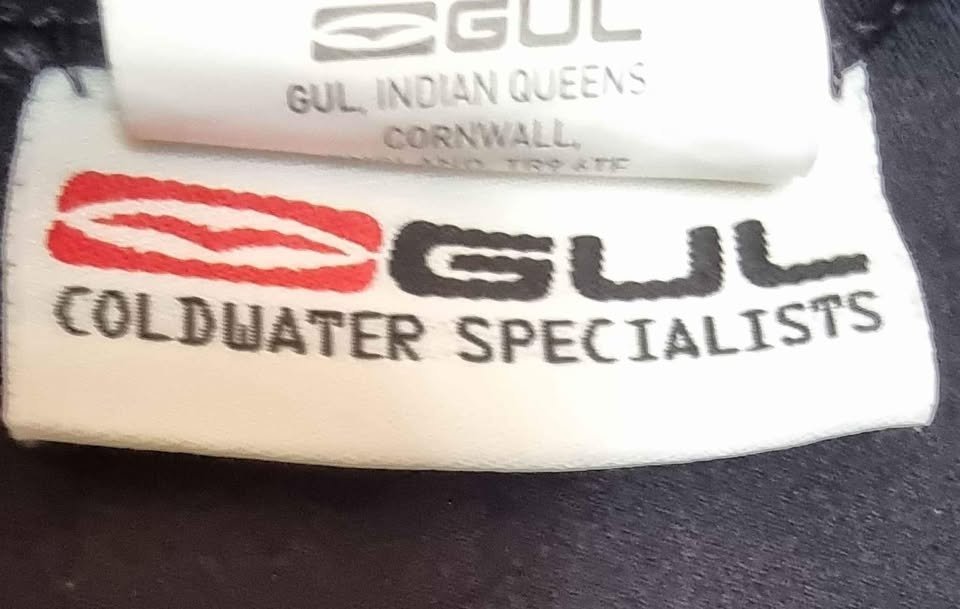 GUL
GUL, INDIAN QUEENS
CORNWALL,
GUL
COLDWATER SPECIALISTS